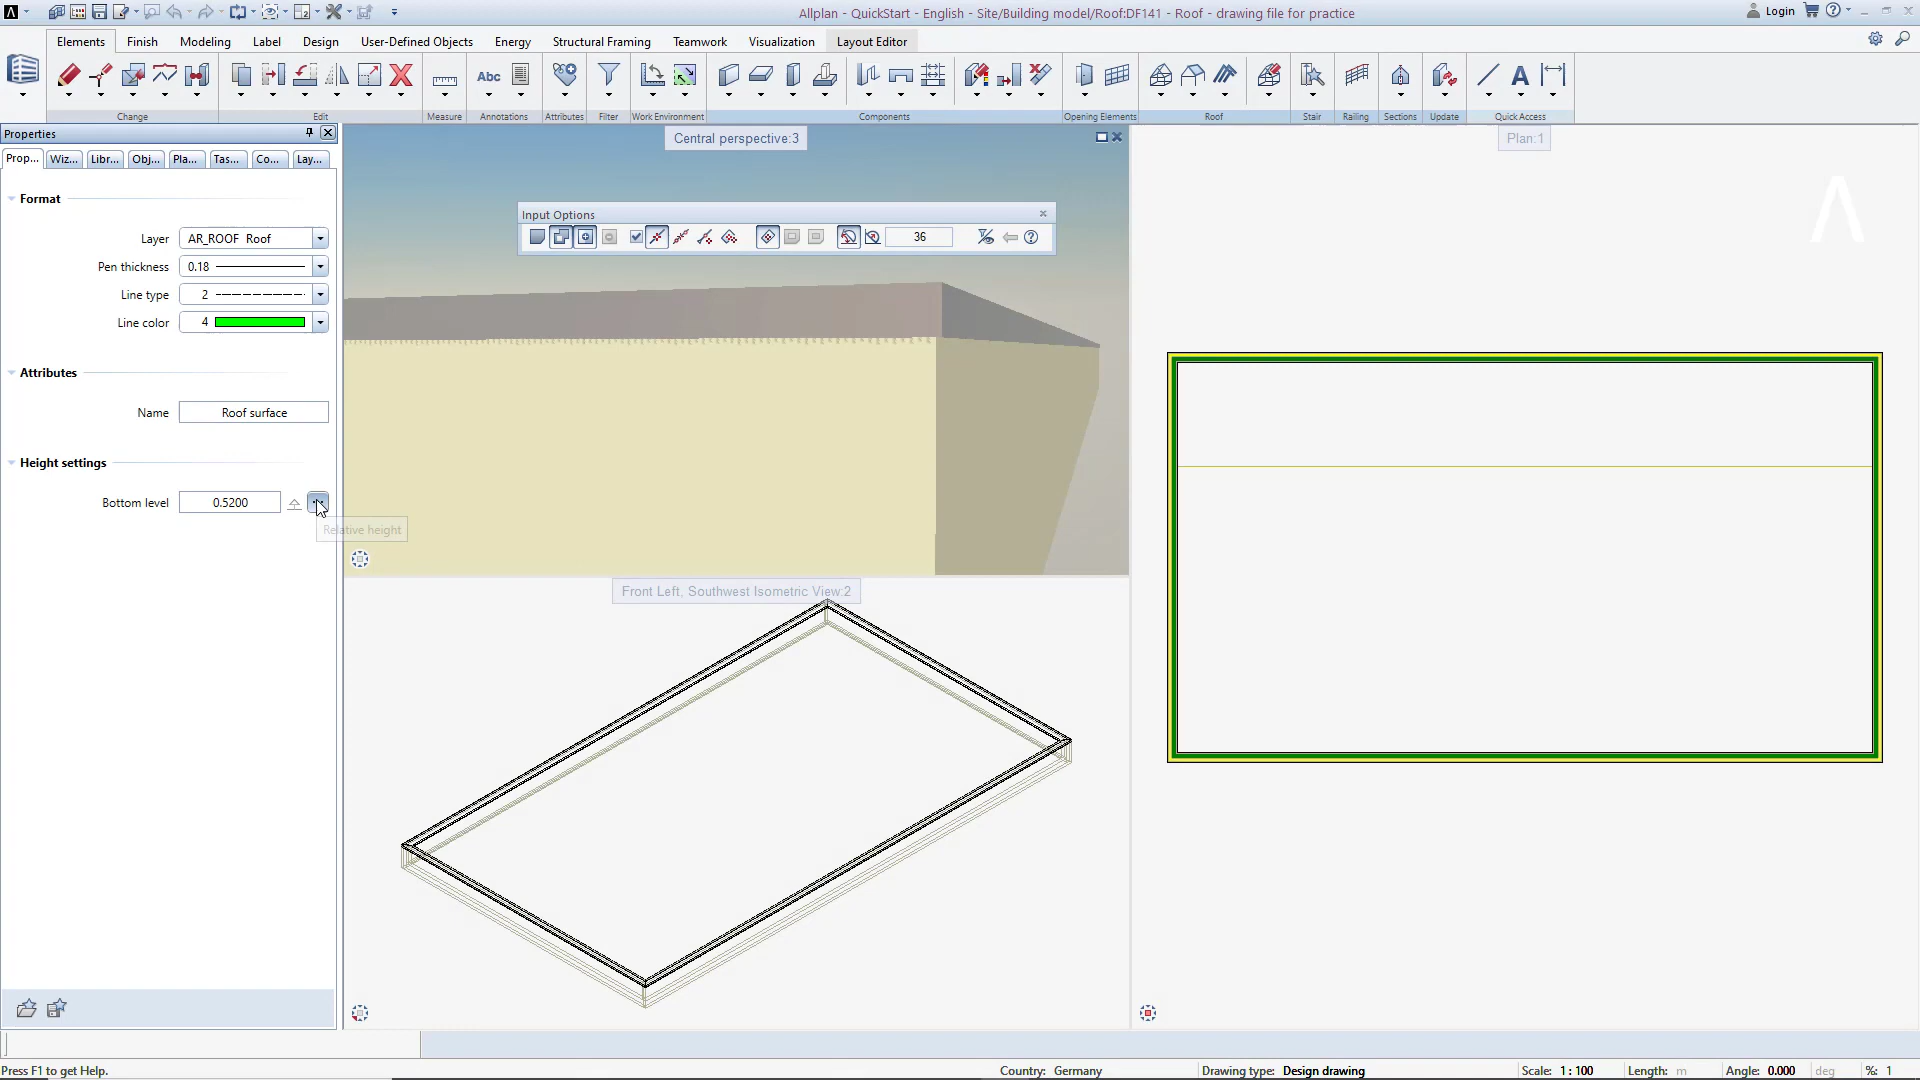 Allplan - QuickStart - English - Site/Building model/Roof:DF141 - Roof - drawing file for practice
Login
Elements
Finish
Modeling
Label
Design
User-Defined Objects
Energy
Structural Framing
Teamwork
Visualization
Layout Editor
Abc
A
Change
Edit
Measure
Annotations
Attributes
Filter
Work Environment
Components
Opening Elements
Roof
Stair
Railing
Sections
Update
Quick Access
Properties
Prop...
Wiz...
Libr...
Obj...
Pla...
Tas...
Co...
Lay...
Format
Layer
AR_ROOF Roof
Pen thickness
0.18
Line type
2
Line color
4
Attributes
Name
Roof surface
Height settings
Bottom level
0.5200
Relative height
Central perspective:3
Input Options
36
Front Left, Southwest Isometric View:2
Plan:1
Press F1 to get Help.
Country: Germany
Drawing type: Design drawing
Scale: 1 : 100
Length: m
Angle: 0.000 deg
%: 1